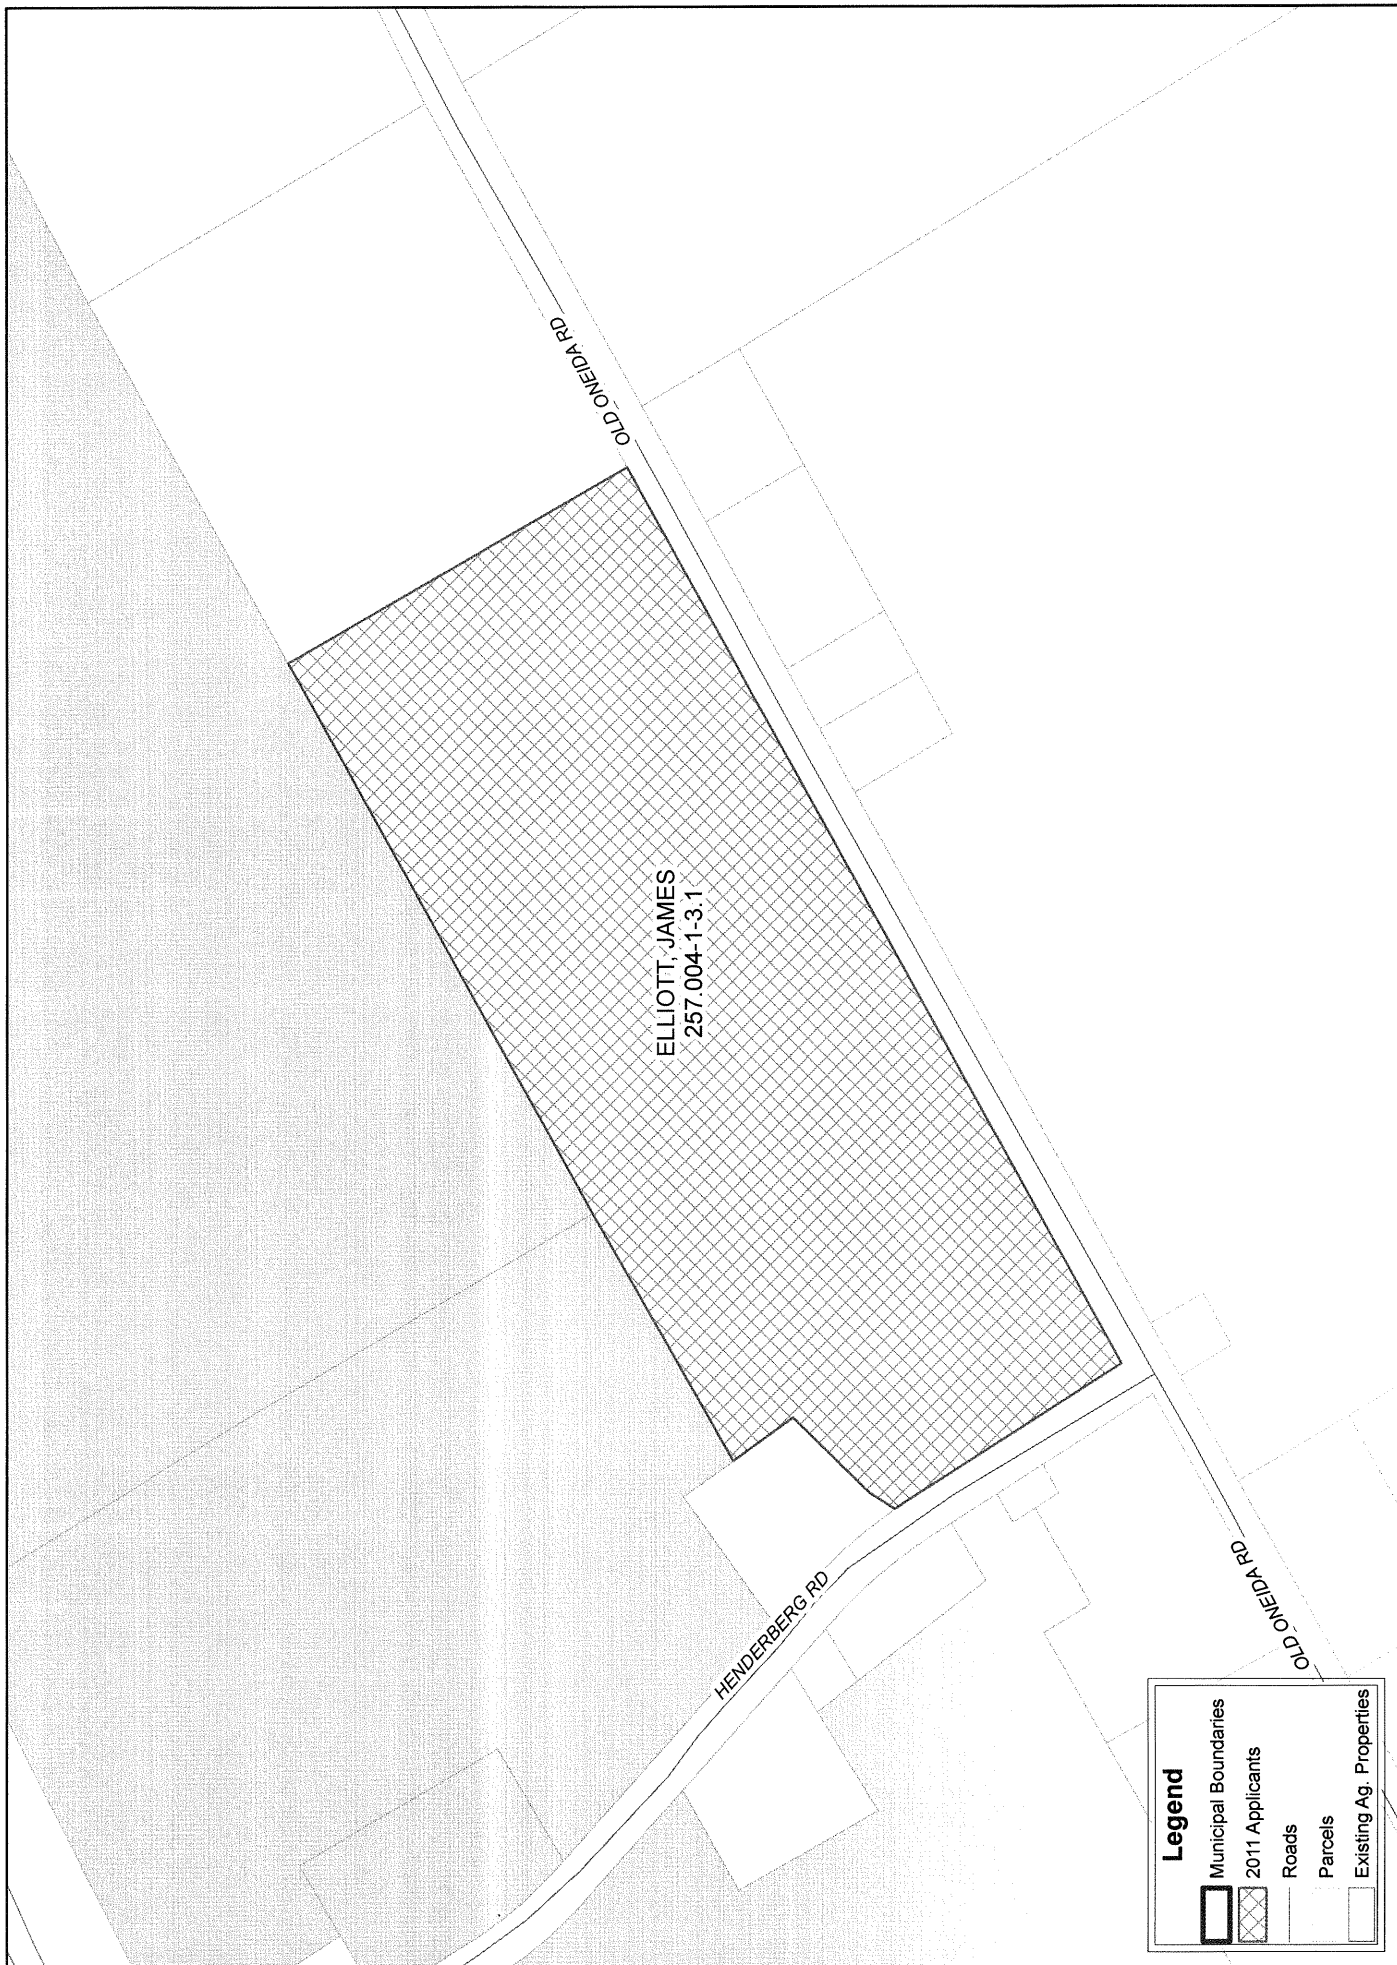 OLD ONEIDA RD
ELLIOTT, JAMES
257.004-1-3.1
HENDERBERG RD
OLD ONEIDA RD
Legend
Municipal Boundaries
2011 Applicants
Roads
Parcels
Existing Ag. Properties